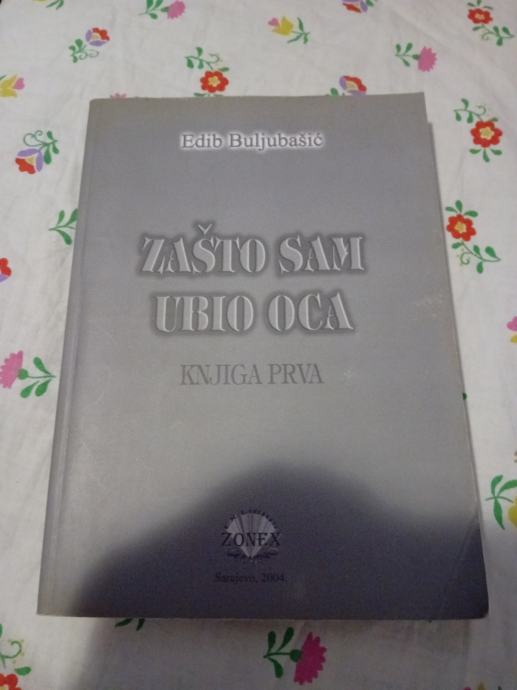 Edib Buljubašić
ZAŠTO SAM
UBIO OCA
KNJIGA PRVA
ZONEX
Sarajevo, 2004.